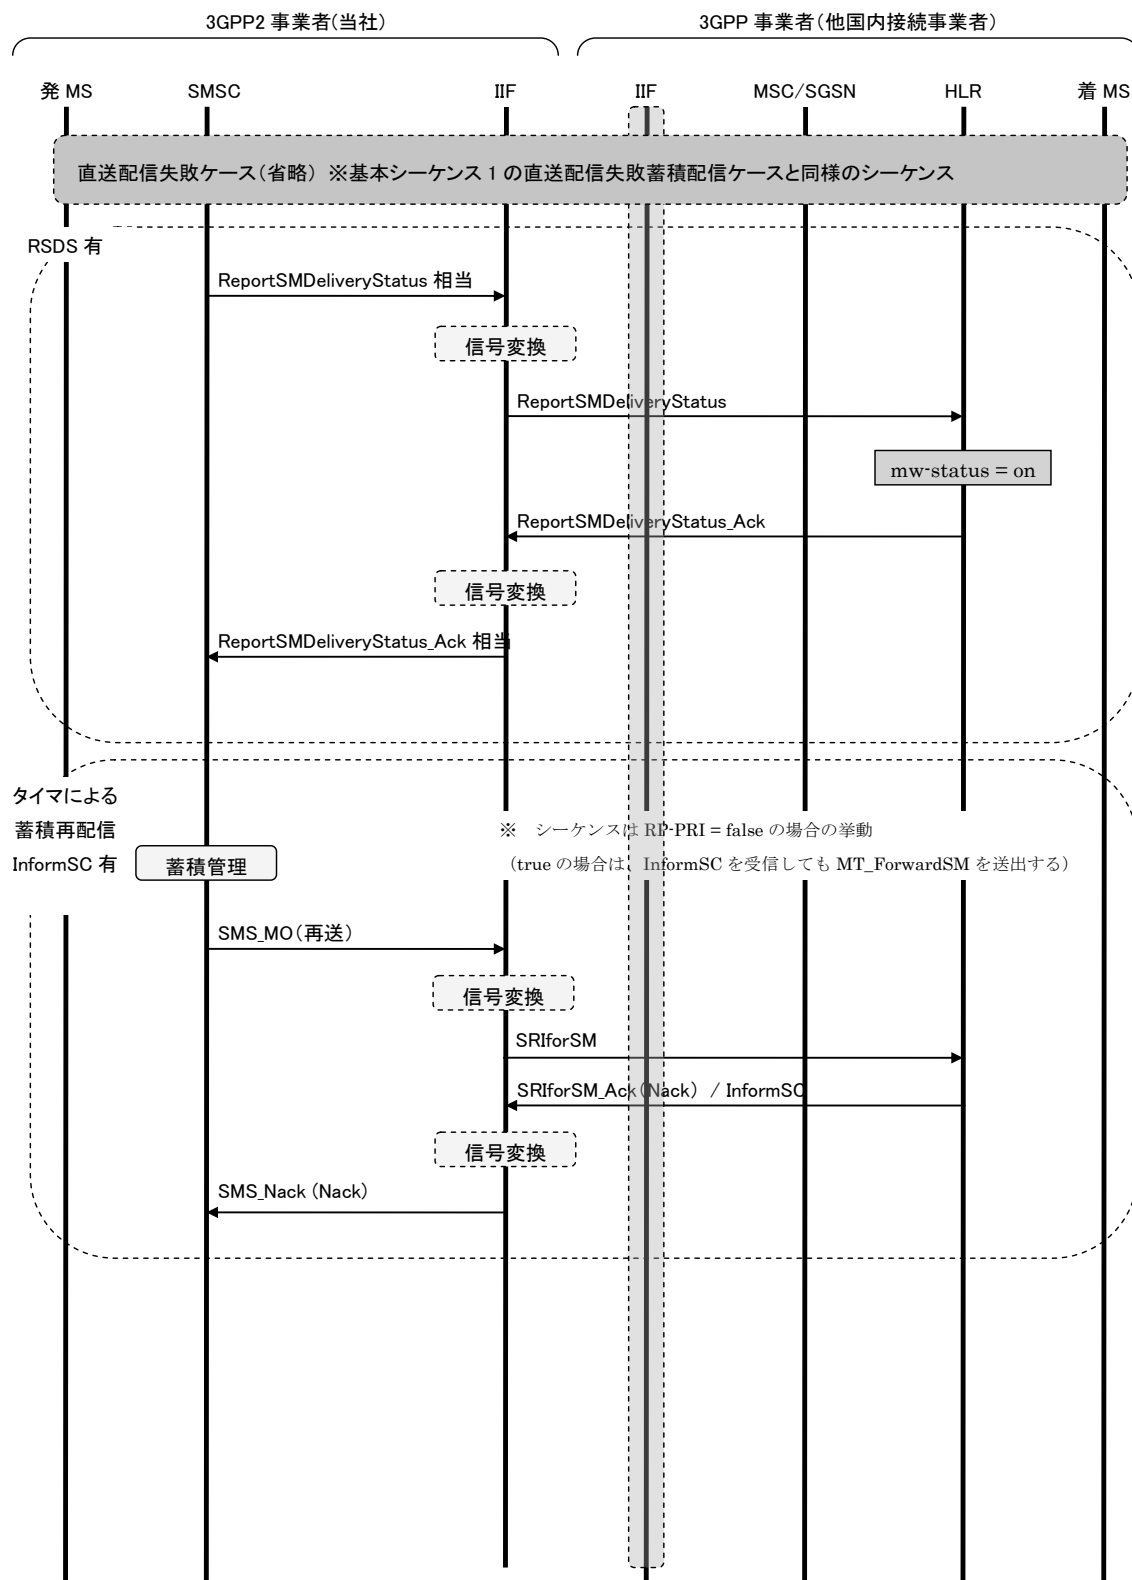 3GPP2 事業者(当社)
3GPP 事業者(他国内接続事業者)
発 MS
SMSC
IIF
IIF
MSC/SGSN
HLR
着 MS
直送配信失敗ケース(省略) ※基本シーケンス 1 の直送配信失敗蓄積配信ケースと同様のシーケンス
RSDS 有
ReportSMDeliveryStatus 相当
信号変換
ReportSMDeliveryStatus
mw-status = on
ReportSMDeliveryStatus_Ack
信号変換
ReportSMDeliveryStatus_Ack 相当
タイマによる
蓄積再配信
InformSC 有
※ シーケンスは RP-PRI = false の場合の挙動
(true の場合は、InformSC を受信しても MT_ForwardSM を送出する)
蓄積管理
SMS_MO(再送)
信号変換
SRIforSM
SRIforSM_Ack(Nack) / InformSC
信号変換
SMS_Nack (Nack)